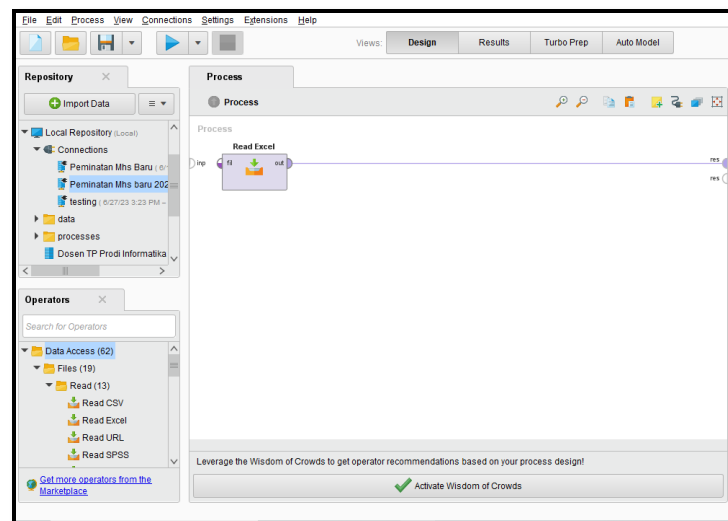 File Edit Process View Connections Settings Extensions Help
Views: Design Results Turbo Prep Auto Model
Repository
Import Data
Local Repository (Local)
Connections
Peminatan Mhs Baru ( 6/
Peminatan Mhs baru 202
testing ( 6/27/23 3:23 PM –
data
processes
Dosen TP Prodi Informatika
Operators
Search for Operators
Data Access (62)
Files (19)
Read (13)
Read CSV
Read Excel
Read URL
Read SPSS
Get more operators from the
Marketplace
Process
Process
Process
Read Excel
inp fil out res
res
Leverage the Wisdom of Crowds to get operator recommendations based on your process design!
Activate Wisdom of Crowds